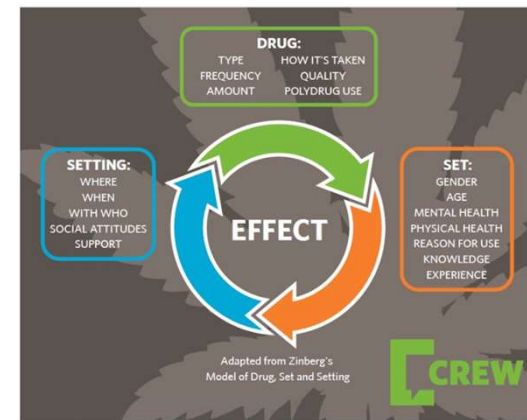 DRUG:
TYPE HOW IT'S TAKEN
FREQUENCY QUALITY
AMOUNT POLYDRUG USE
SETTING:
WHERE
WHEN
WITH WHO
SOCIAL ATTITUDES
SUPPORT
EFFECT
SET:
GENDER
AGE
MENTAL HEALTH
PHYSICAL HEALTH
REASON FOR USE
KNOWLEDGE
EXPERIENCE
Adapted from Zinberg's
Model of Drug, Set and Setting
CREW